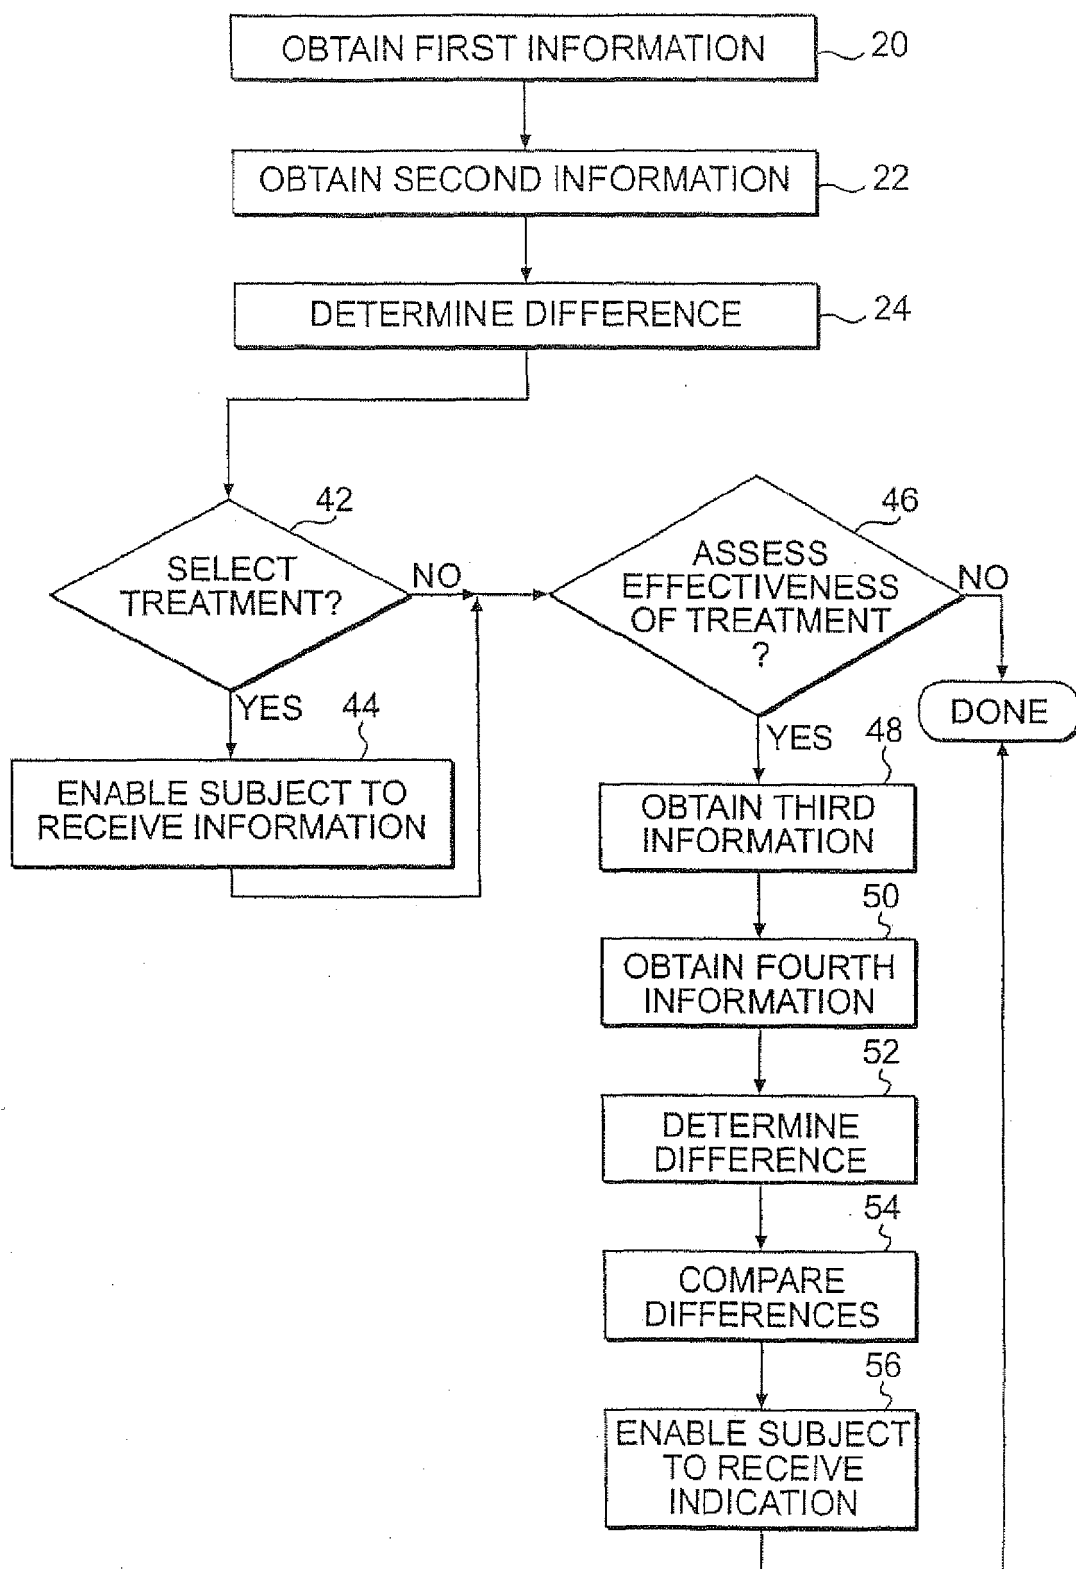 OBTAIN FIRST INFORMATION
20
OBTAIN SECOND INFORMATION
22
DETERMINE DIFFERENCE
24
42
SELECT
TREATMENT?
NO
YES
44
ENABLE SUBJECT TO
RECEIVE INFORMATION
46
ASSESS
EFFECTIVENESS
OF TREATMENT
?
NO
DONE
YES
48
OBTAIN THIRD
INFORMATION
50
OBTAIN FOURTH
INFORMATION
52
DETERMINE
DIFFERENCE
54
COMPARE
DIFFERENCES
56
ENABLE SUBJECT
TO RECEIVE
INDICATION